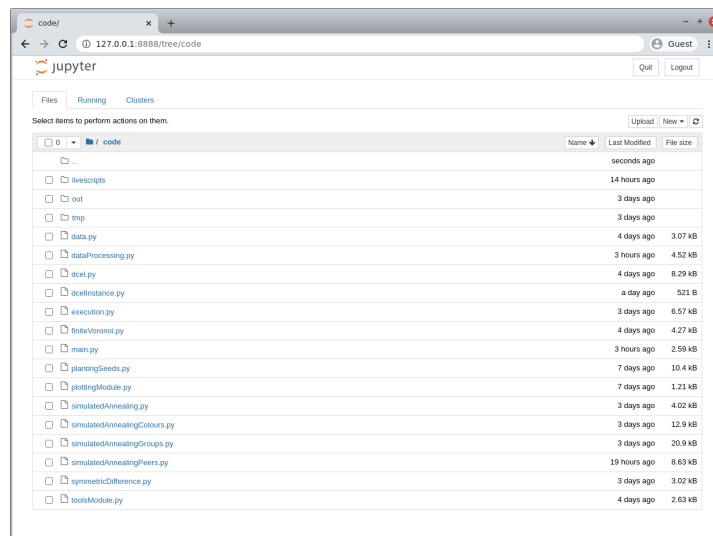 code/
127.0.0.1:8888/tree/code
Guest
jupyter
Quit Logout
Files Running Clusters
Select items to perform actions on them.
Upload New
0 / code Name Last Modified File size
.. seconds ago
livescripts 14 hours ago
out 3 days ago
tmp 3 days ago
data.py 4 days ago 3.07 kB
dataProcessing.py 3 hours ago 4.52 kB
dcel.py 4 days ago 8.29 kB
dcelInstance.py a day ago 521 B
execution.py 3 days ago 6.57 kB
finiteVoronoi.py 4 days ago 4.27 kB
main.py 3 hours ago 2.59 kB
plantingSeeds.py 7 days ago 10.4 kB
plottingModule.py 7 days ago 1.21 kB
simulatedAnnealing.py 3 days ago 4.02 kB
simulatedAnnealingColours.py 3 days ago 12.9 kB
simulatedAnnealingGroups.py 3 days ago 20.9 kB
simulatedAnnealingPeers.py 19 hours ago 8.63 kB
symmetricDifference.py 3 days ago 3.02 kB
toolsModule.py 4 days ago 2.63 kB